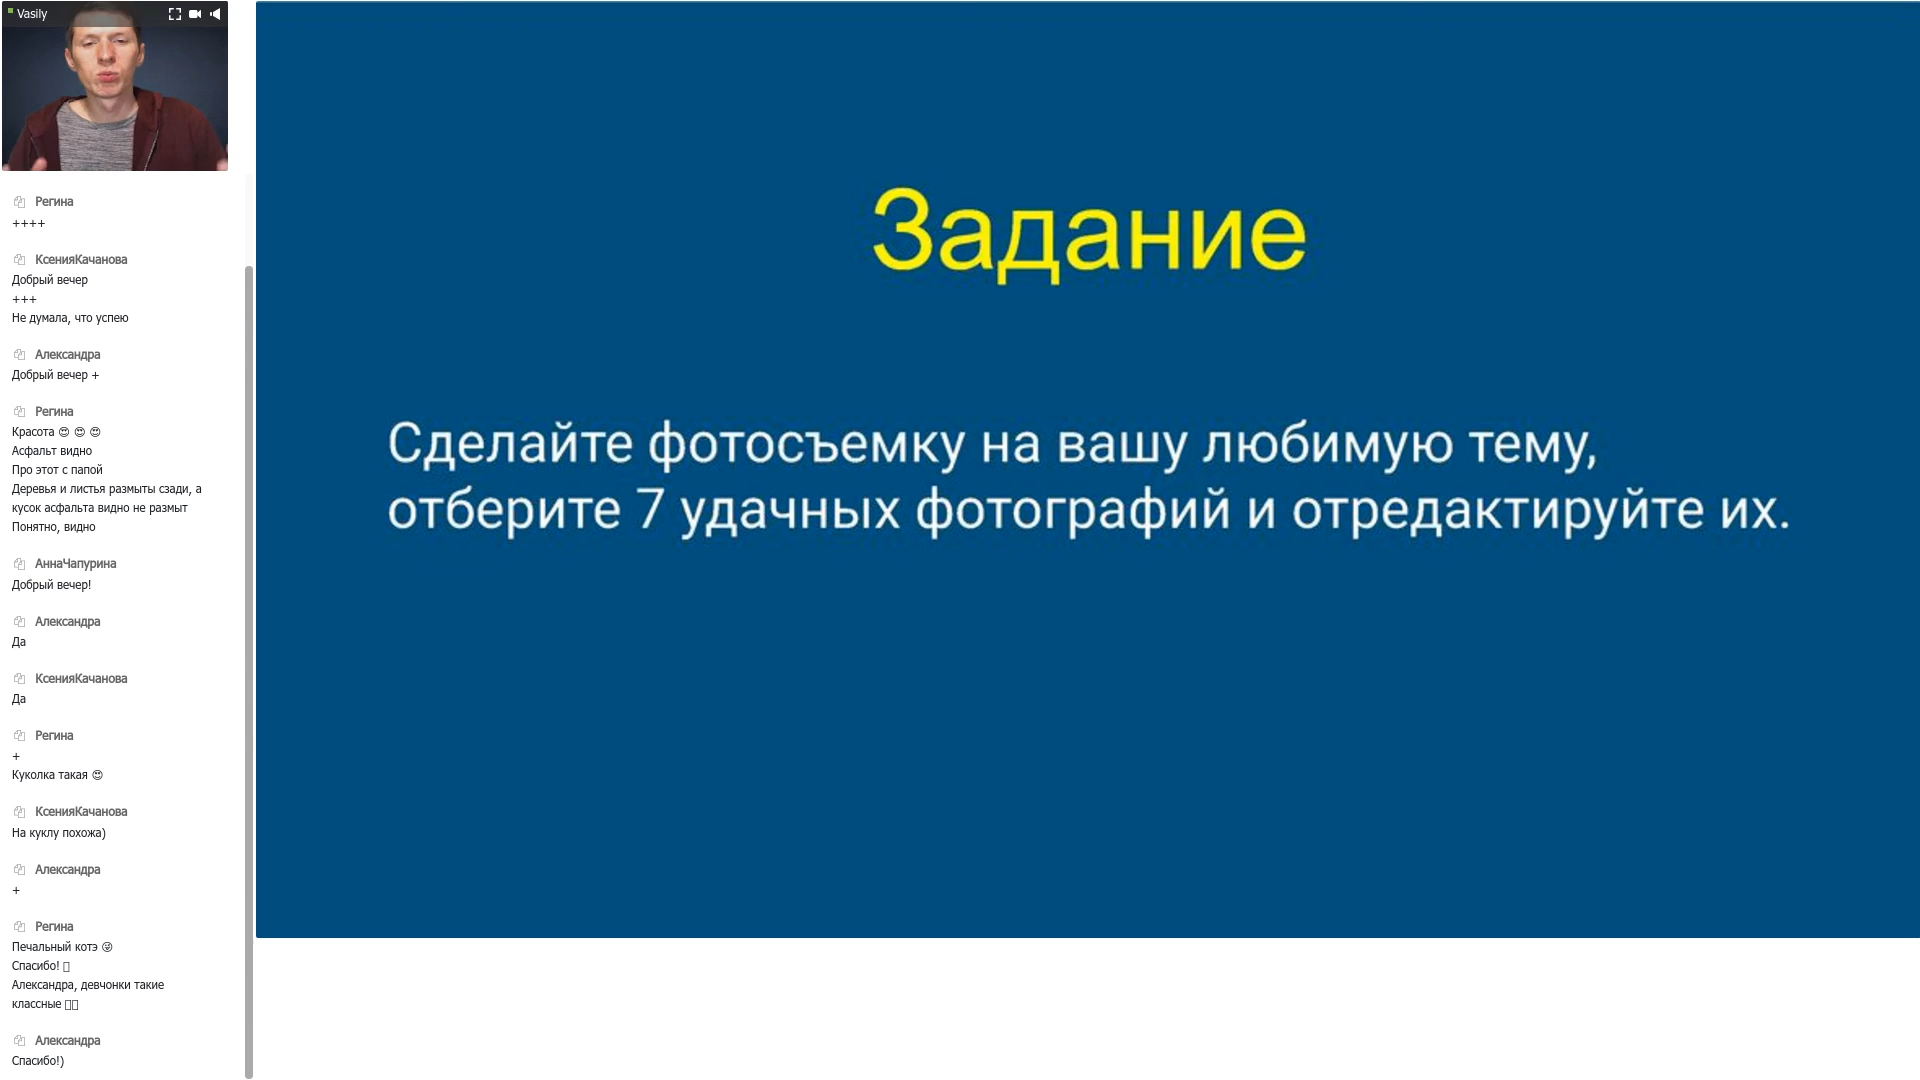 Vasily
Регина
++++
КсенияКачанова
Добрый вечер
+++
Не думала, что успею
Александра
Добрый вечер +
Регина
Красота 😍 😍 😍
Асфальт видно
Про этот с папой
Деревья и листья размыты сзади, а
кусок асфальта видно не размыт
Понятно, видно
АннаЧапурина
Добрый вечер!
Александра
Да
КсенияКачанова
Да
Регина
+
Куколка такая 😍
КсенияКачанова
На куклу похожа)
Александра
+
Регина
Печальный котэ 😜
Спасибо!
Александра, девчонки такие
классные
Александра
Спасибо!)
Задание
Сделайте фотосъемку на вашу любимую тему,
отберите 7 удачных фотографий и отредактируйте их.